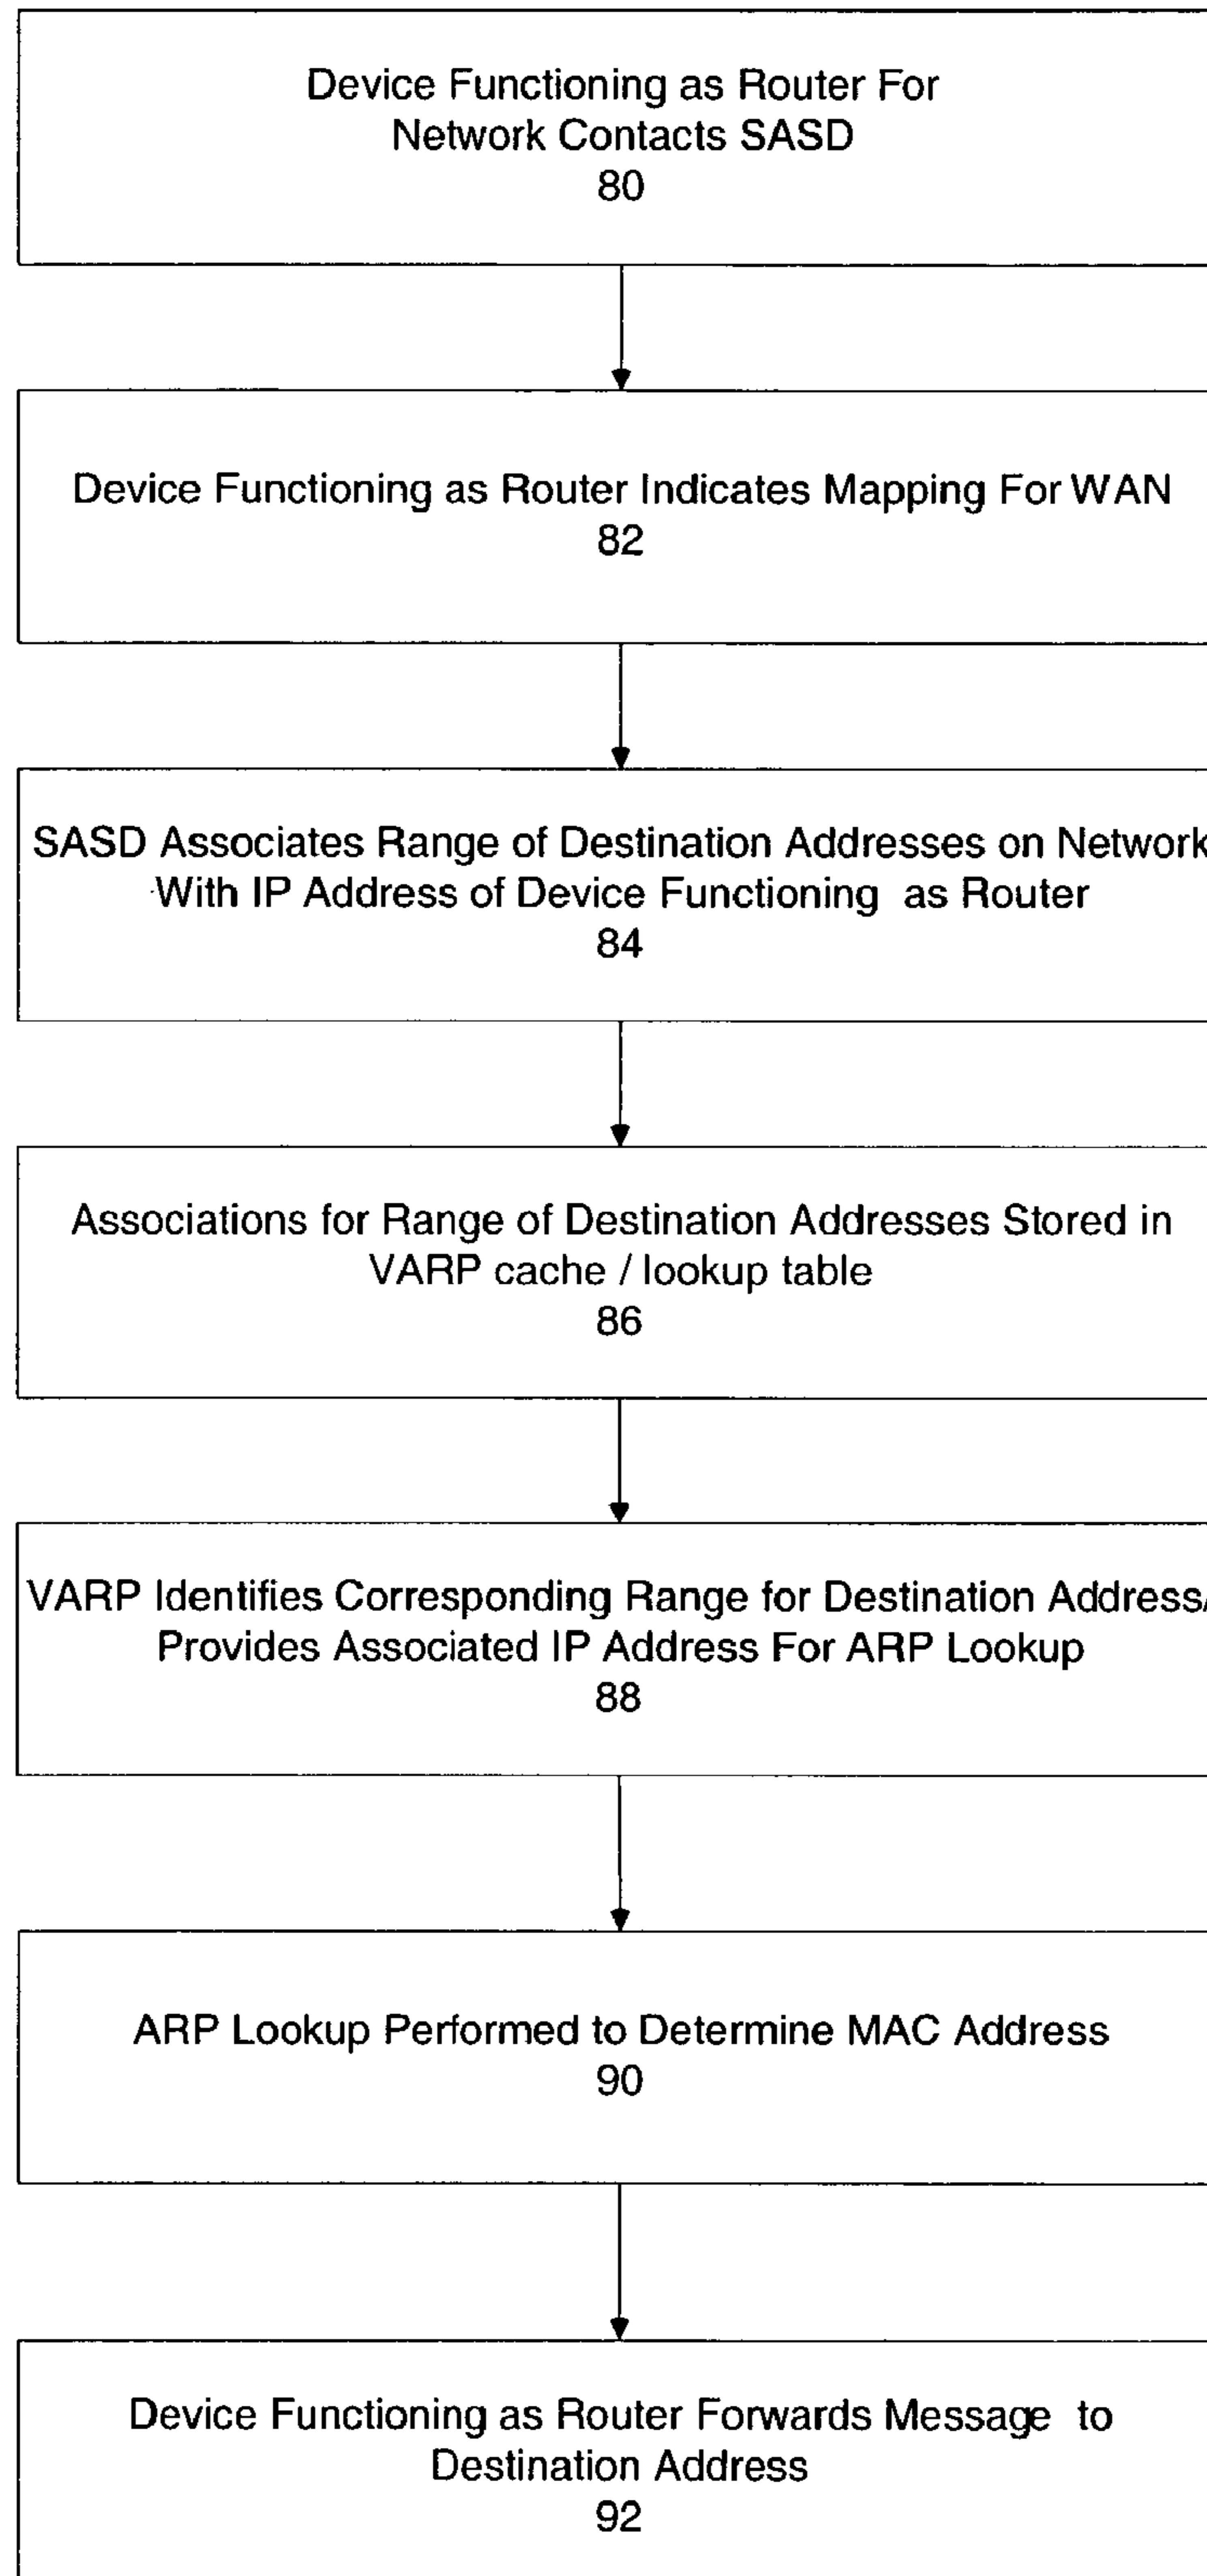 Device Functioning as Router For
Network Contacts SASD
80
Device Functioning as Router Indicates Mapping For WAN
82
SASD Associates Range of Destination Addresses on Network
With IP Address of Device Functioning as Router
84
Associations for Range of Destination Addresses Stored in
VARP cache / lookup table
86
VARP Identifies Corresponding Range for Destination Address/
Provides Associated IP Address For ARP Lookup
88
ARP Lookup Performed to Determine MAC Address
90
Device Functioning as Router Forwards Message to
Destination Address
92